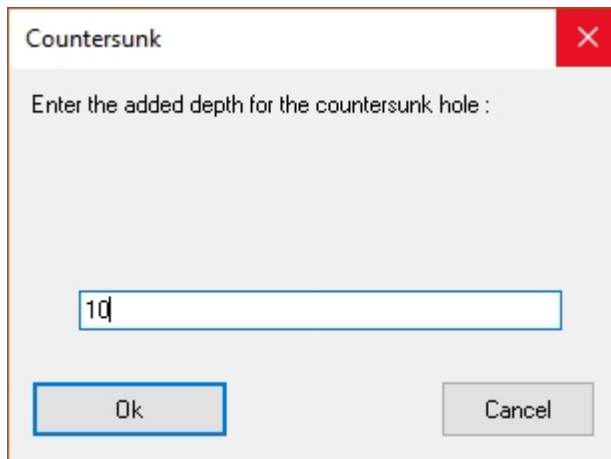 Countersunk
Enter the added depth for the countersunk hole :
10
Ok
Cancel